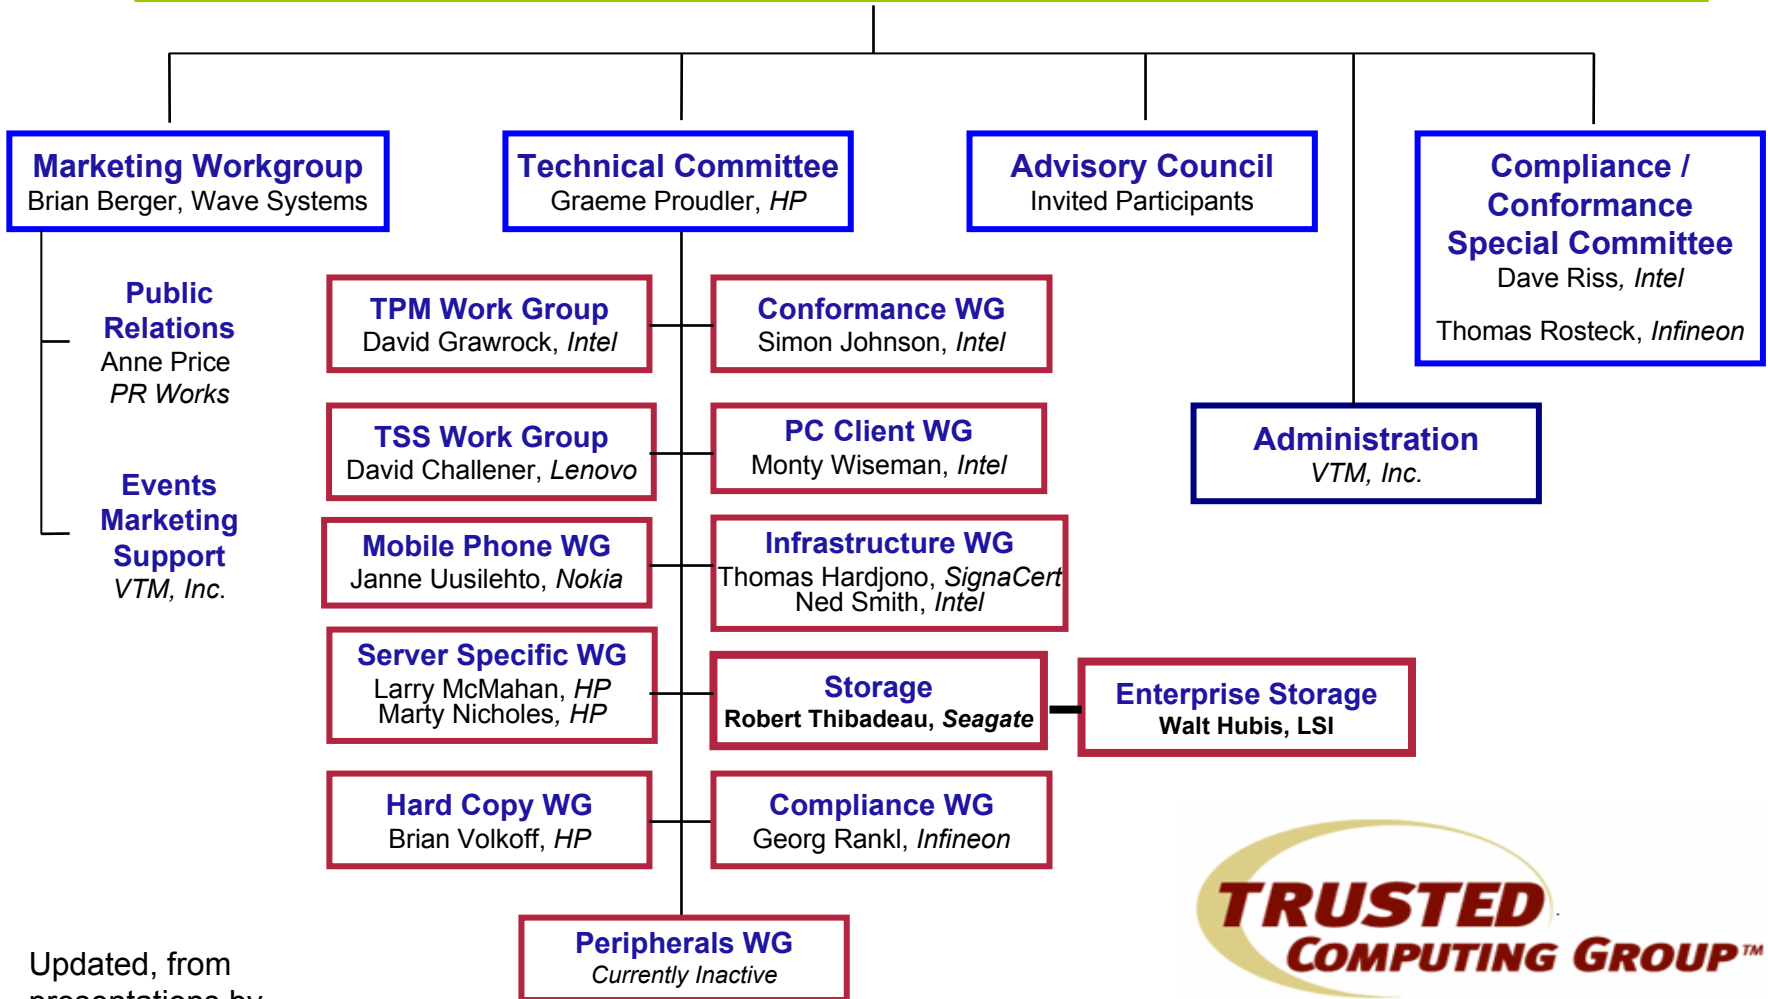 Marketing Workgroup
Brian Berger, Wave Systems
Technical Committee
Graeme Proudler, HP
Advisory Council
Invited Participants
Compliance /
Conformance
Special Committee
Dave Riss, Intel
Thomas Rosteck, Infineon
Public
Relations
Anne Price
PR Works
Events
Marketing
Support
VTM, Inc.
TPM Work Group
David Grawrock, Intel
Conformance WG
Simon Johnson, Intel
TSS Work Group
David Challener, Lenovo
PC Client WG
Monty Wiseman, Intel
Administration
VTM, Inc.
Mobile Phone WG
Janne Uusilehto, Nokia
Infrastructure WG
Thomas Hardjono, SignaCert
Ned Smith, Intel
Server Specific WG
Larry McMahan, HP
Marty Nicholes, HP
Storage
Robert Thibadeau, Seagate
Enterprise Storage
Walt Hubis, LSI
Hard Copy WG
Brian Volkoff, HP
Compliance WG
Georg Rankl, Infineon
Peripherals WG
Currently Inactive
Updated, from
presentations by
TRUSTED
COMPUTING GROUP™